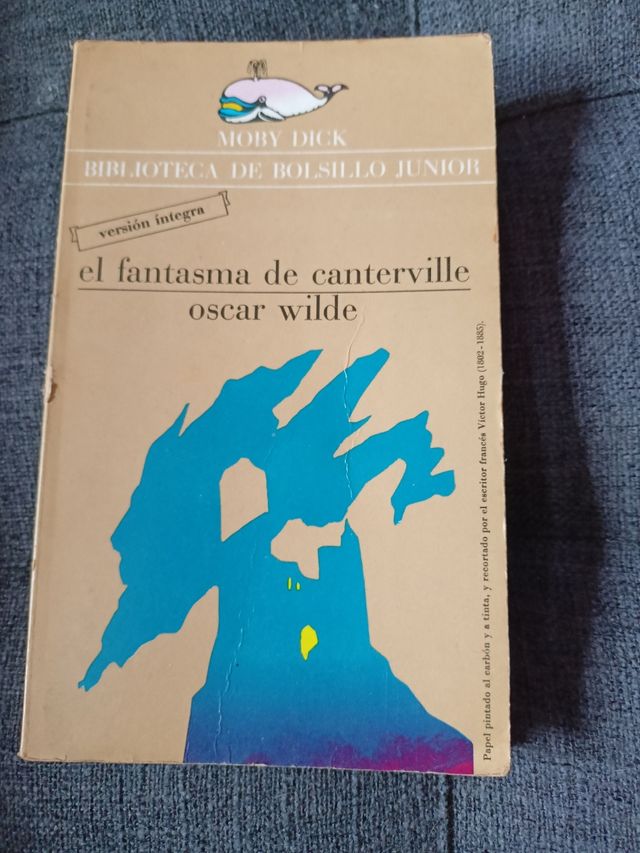 MOBY DICK
BIBLIOTECA DE BOLSILLO JUNIOR
versión íntegra
el fantasma de canterville
oscar wilde
Papel pintado al carbón y a tinta, y recortado por el escritor francés Victor Hugo (1802-1885).